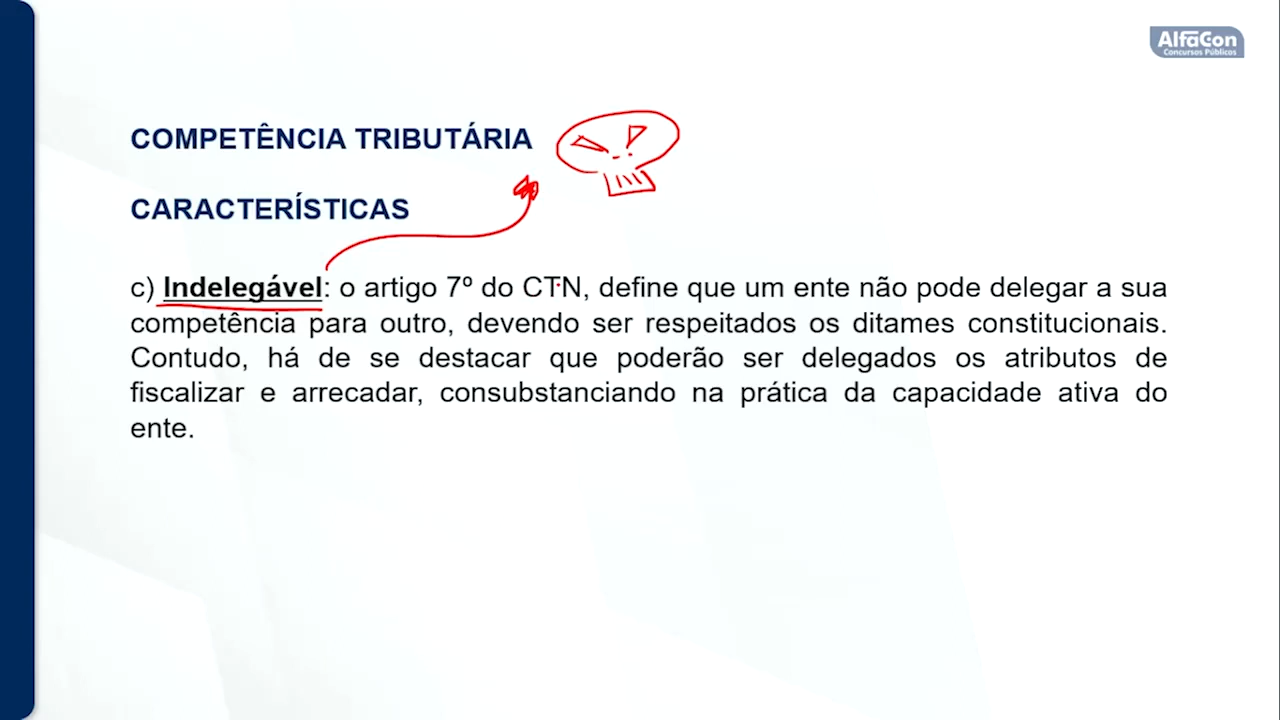 AlfaCon
Concursos Públicos
COMPETÊNCIA TRIBUTÁRIA
CARACTERÍSTICAS
c) Indelegável: o artigo 7º do CTN, define que um ente não pode delegar a sua
competência para outro, devendo ser respeitados os ditames constitucionais.
Contudo, há de se destacar que poderão ser delegados os atributos de
fiscalizar e arrecadar, consubstanciando na prática da capacidade ativa do
ente.